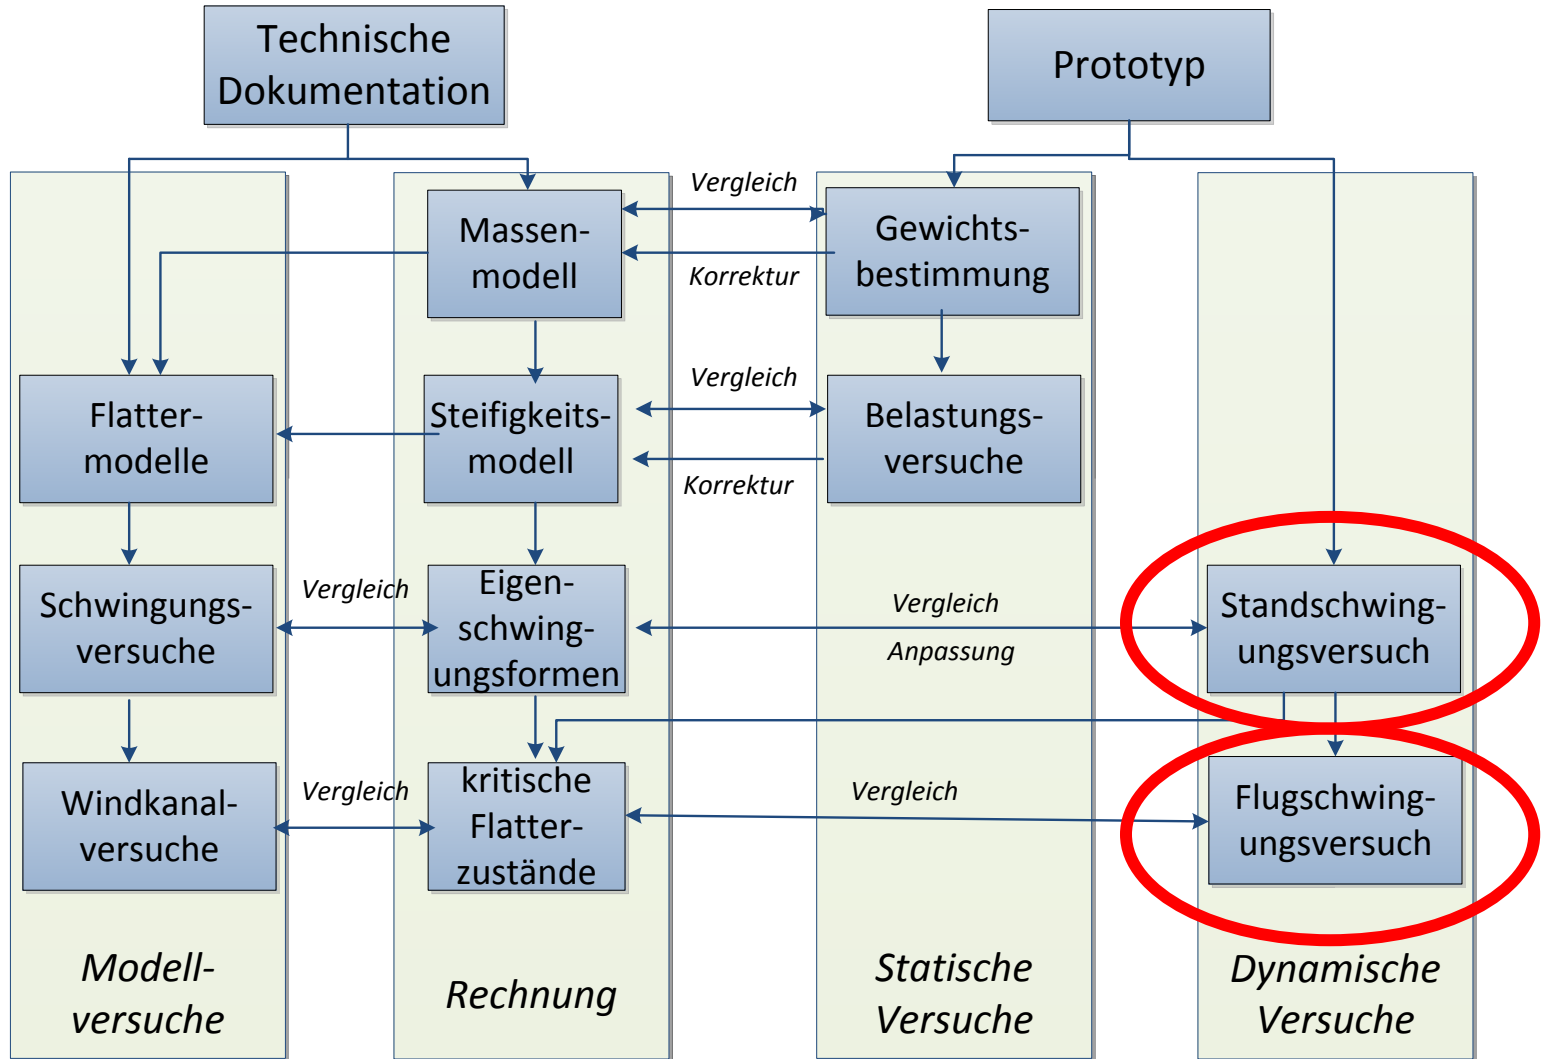 Technische
Dokumentation
Prototyp
Massen-
modell
Vergleich
Korrektur
Gewichts-
bestimmung
Flatter-
modelle
Steifigkeits-
modell
Vergleich
Korrektur
Belastungs-
versuche
Schwingungs-
versuche
Vergleich
Eigen-
schwing-
ungsformen
Vergleich
Anpassung
Standschwing-
ungsversuch
Windkanal-
versuche
Vergleich
kritische
Flatter-
zustände
Vergleich
Flugschwing-
ungsversuch
Modell-
versuche
Rechnung
Statische
Versuche
Dynamische
Versuche